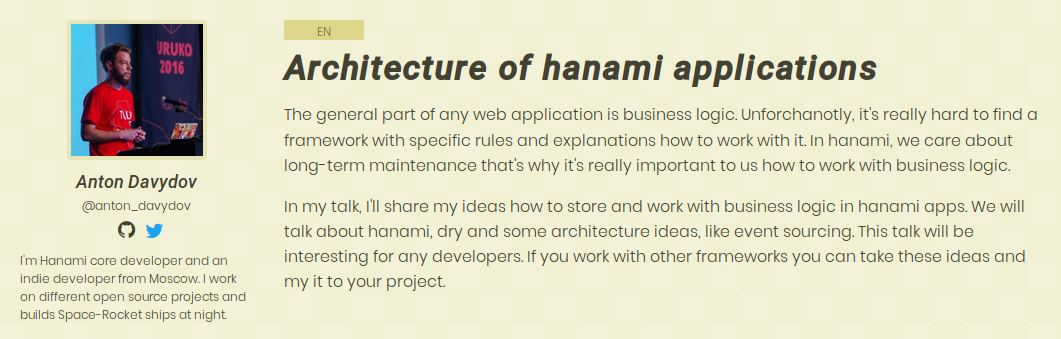 URUKO
2016
Anton Davydov
@anton_davydov
I'm Hanami core developer and an
indie developer from Moscow. I work
on different open source projects and
builds Space-Rocket ships at night.
EN
Architecture of hanami applications
The general part of any web application is business logic. Unforchanotly, it's really hard to find a
framework with specific rules and explanations how to work with it. In hanami, we care about
long-term maintenance that's why it's really important to us how to work with business logic.
In my talk, I'll share my ideas how to store and work with business logic in hanami apps. We will
talk about hanami, dry and some architecture ideas, like event sourcing. This talk will be
interesting for any developers. If you work with other frameworks you can take these ideas and
my it to your project.